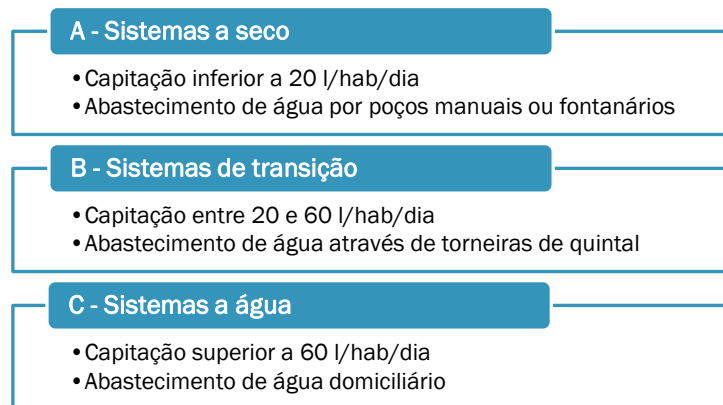 A - Sistemas a seco
•Capitação inferior a 20 l/hab/dia
•Abastecimento de água por poços manuais ou fontanários
B - Sistemas de transição
•Capitação entre 20 e 60 l/hab/dia
•Abastecimento de água através de torneiras de quintal
C - Sistemas a água
•Capitação superior a 60 l/hab/dia
•Abastecimento de água domiciliário